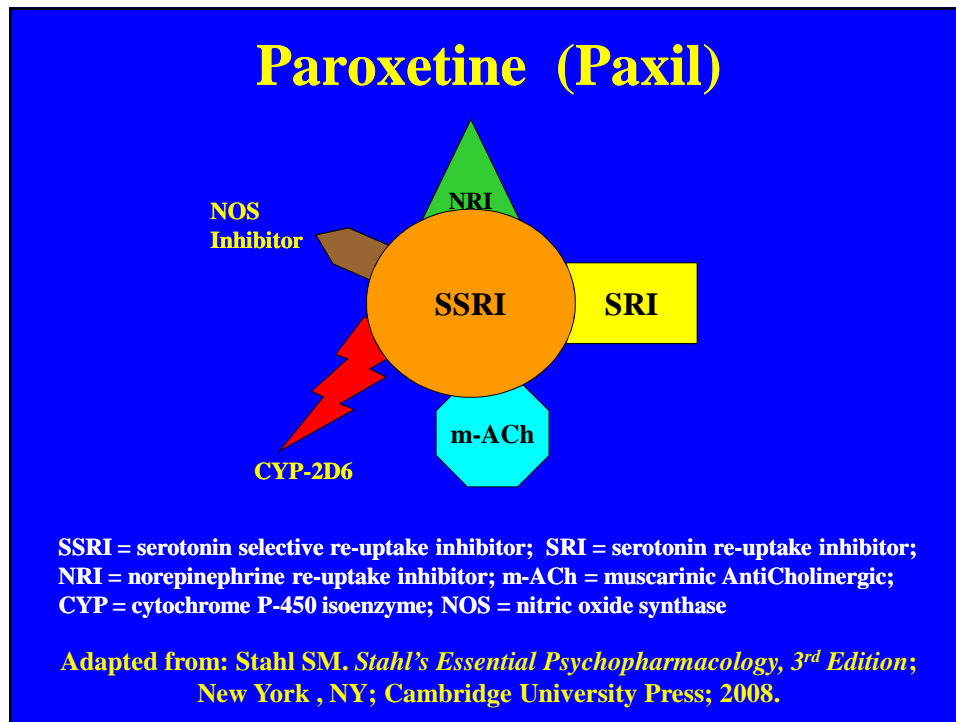 Paroxetine (Paxil)
NRI
NOS
Inhibitor
SSRI
SRI
m-ACh
CYP-2D6
SSRI = serotonin selective re-uptake inhibitor; SRI = serotonin re-uptake inhibitor;
NRI = norepinephrine re-uptake inhibitor; m-ACh = muscarinic AntiCholinergic;
CYP = cytochrome P-450 isoenzyme; NOS = nitric oxide synthase
Adapted from: Stahl SM. Stahl’s Essential Psychopharmacology, 3rd Edition;
New York , NY; Cambridge University Press; 2008.